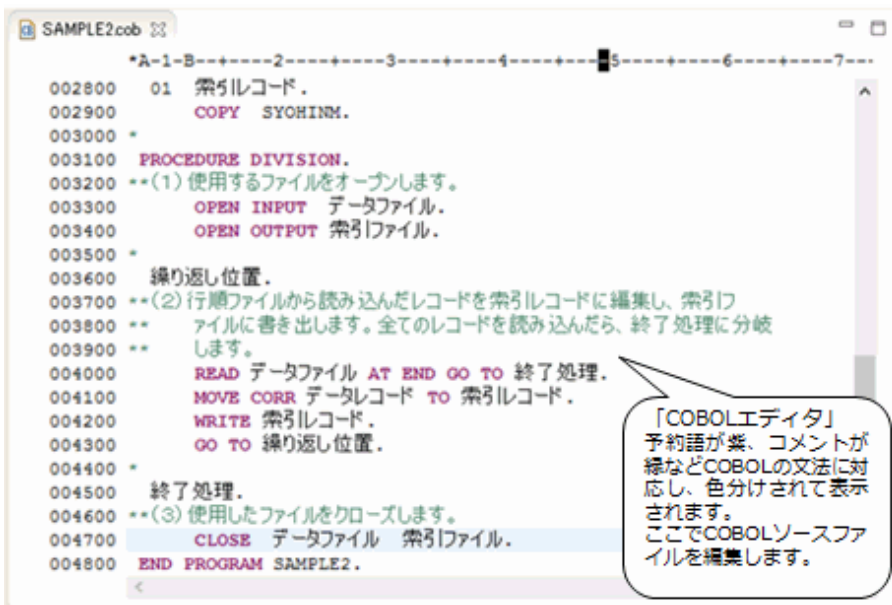 SAMPLE2.cob
*A-1-B--+----2----+----3----+----4----+----5----+----6----+----7---
002800 01 索引レコード.
002900 COPY SYOHINM.
003000 *
003100 PROCEDURE DIVISION.
003200 **(1)使用するファイルをオープンします。
003300 OPEN INPUT データファイル.
003400 OPEN OUTPUT 索引ファイル.
003500 *
003600 繰り返し位置.
003700 **(2)行順ファイルから読み込んだレコードを索引レコードに編集し、索引フ
003800 ** ァイルに書き出します。全てのレコードを読み込んだら、終了処理に分岐
003900 ** します。
004000 READ データファイル AT END GO TO 終了処理.
004100 MOVE CORR データレコード TO 索引レコード.
004200 WRITE 索引レコード.
004300 GO TO 繰り返し位置.
004400 *
004500 終了処理.
004600 **(3)使用したファイルをクローズします。
004700 CLOSE データファイル 索引ファイル.
004800 END PROGRAM SAMPLE2.
「COBOLエディタ」
予約語が紫、コメントが
緑などCOBOLの文法に対
応し、色分けされて表示
されます。
ここでCOBOLソースファ
イルを編集します。